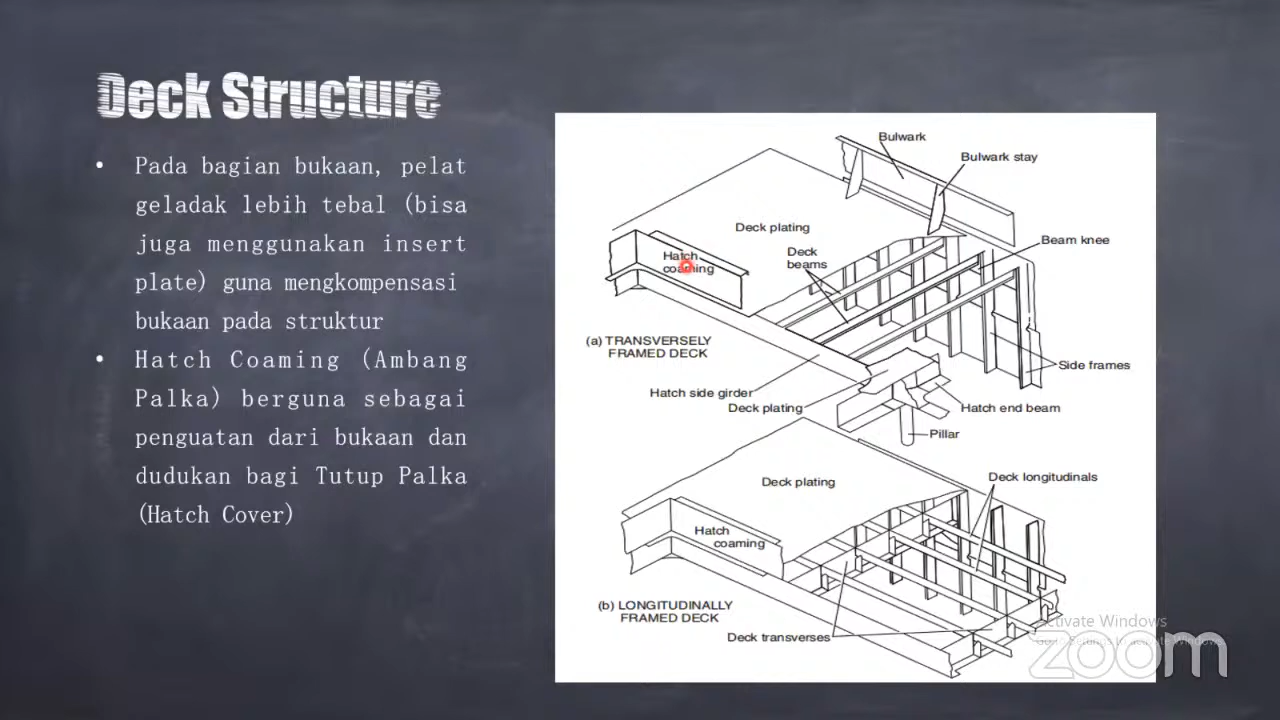 Deck Structure
• Pada bagian bukaan, pelat
geladak lebih tebal (bisa
juga menggunakan insert
plate) guna mengkompensasi
bukaan pada struktur
• Hatch Coaming (Ambang
Palka) berguna sebagai
penguatan dari bukaan dan
dudukan bagi Tutup Palka
(Hatch Cover)
Bulwark
Bulwark stay
Deck plating
Beam knee
Deck
beams
Hatch
coaming
(a) TRANSVERSELY
FRAMED DECK
Side frames
Hatch side girder
Deck plating
Hatch end beam
Pillar
Deck plating
Deck longitudinals
Hatch
coaming
(b) LONGITUDINALLY
FRAMED DECK
Deck transverses
Activate Windows
zoom